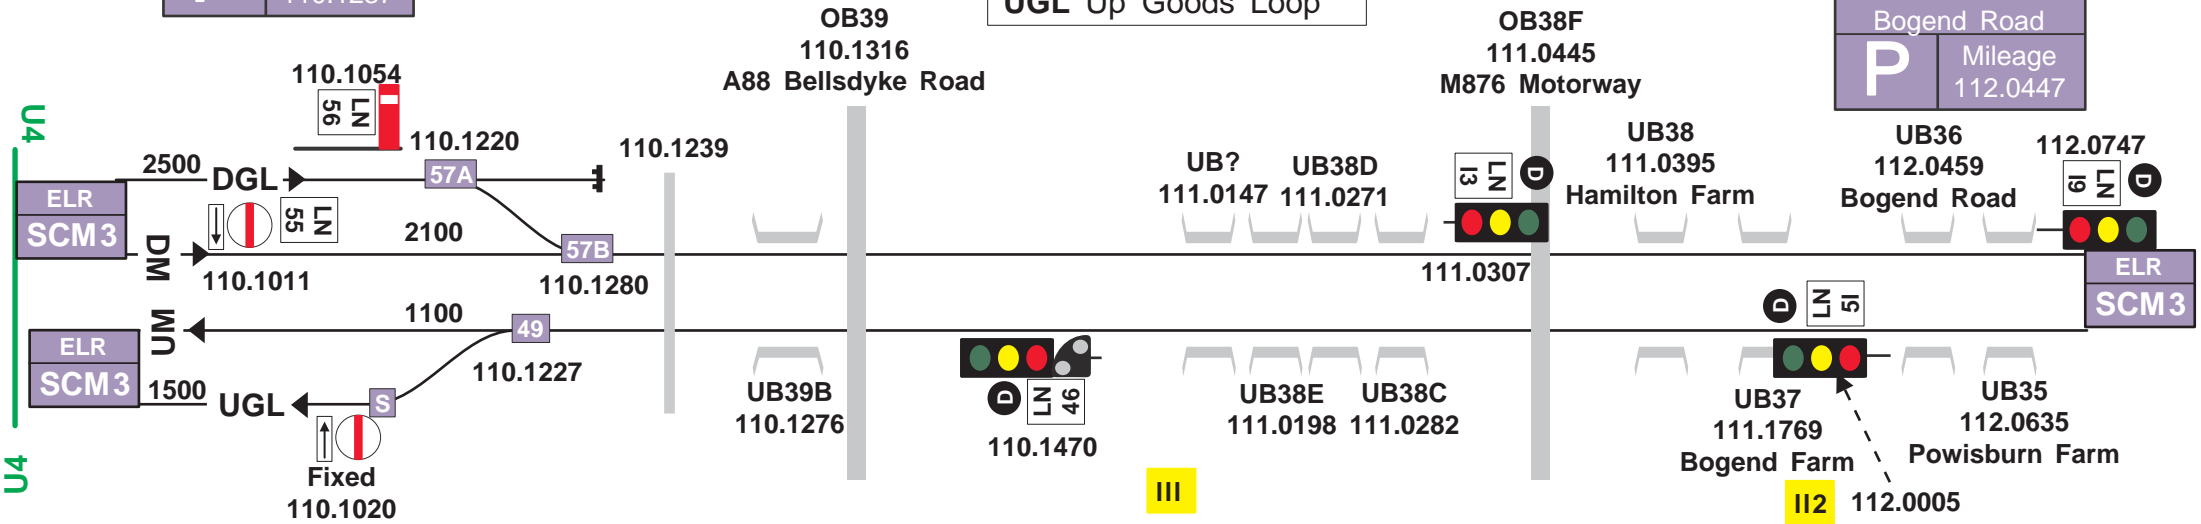 110.1287
UGL Up Goods Loop
OB39
110.1316
A88 Bellsdyke Road
OB38F
111.0445
M876 Motorway
Bogend Road
P
Mileage
112.0447
U4
110.1054
LN
56
110.1220
110.1239
2500
DGL
57A
ELR
SCM3
LN
55
2100
DM
110.1011
57B
110.1280
UB?
111.0147
UB38D
111.0271
LN
I3
D
111.0307
UB38
111.0395
Hamilton Farm
UB36
112.0459
Bogend Road
112.0747
LN
I9
D
ELR
SCM3
UM
1100
49
110.1227
ELR
SCM3
1500
UGL
S
Fixed
110.1020
U4
UB39B
110.1276
D
LN
46
110.1470
UB38E
111.0198
UB38C
111.0282
III
D
LN
5I
UB37
111.1769
Bogend Farm
II2
112.0005
UB35
112.0635
Powisburn Farm